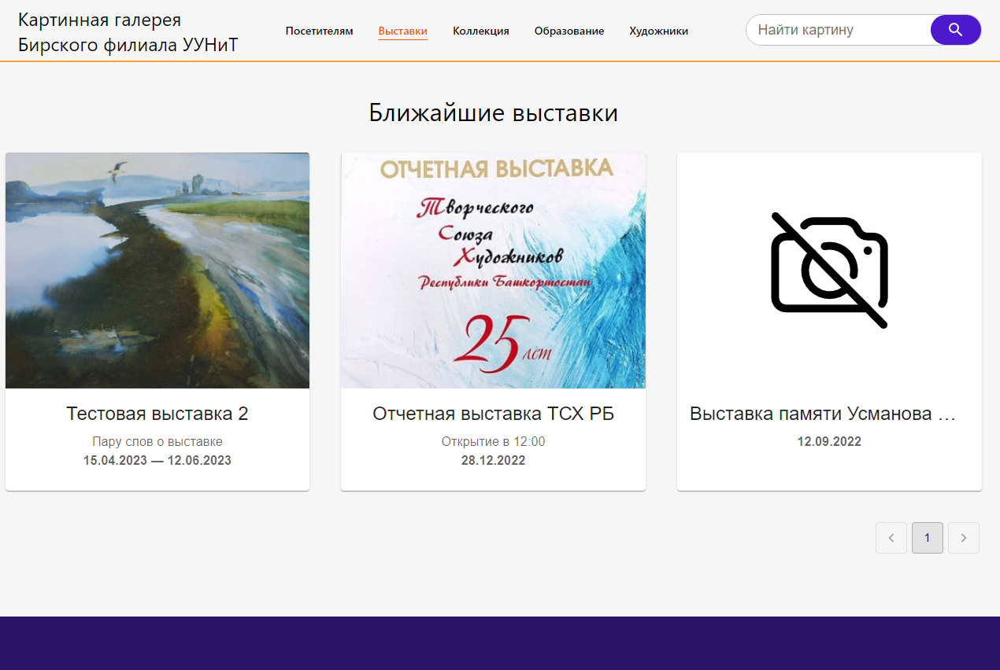 Картинная галерея
Бирского филиала УУНиТ
Посетителям
Выставки
Коллекция
Образование
Художники
Найти картину
Ближайшие выставки
ОТЧЕТНАЯ ВЫСТАВКА
Творческого
Союза
Художников
Республики Башкортостан
25 лет
Тестовая выставка 2
Пару слов о выставке
15.04.2023 — 12.06.2023
Отчетная выставка ТСХ РБ
Открытие в 12:00
28.12.2022
Выставка памяти Усманова ...
12.09.2022
1